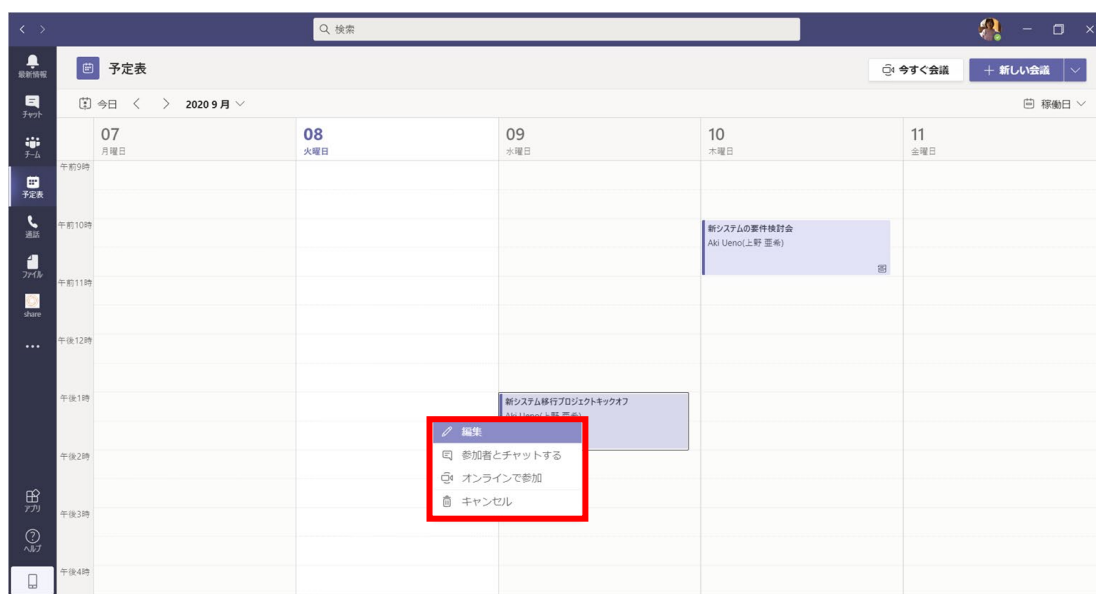 検索
最新情報
チャット
チーム
予定表
通話
ファイル
share
アプリ
ヘルプ
予定表
今すぐ会議
+ 新しい会議
今日
2020 9 月
稼働日
07
月曜日
08
火曜日
09
水曜日
10
木曜日
11
金曜日
午前9時
午前10時
午前11時
午後12時
午後1時
午後2時
午後3時
午後4時
新システムの要件検討会
Aki Ueno(上野 亜希)
新システム移行プロジェクトキックオフ
Aki Ueno(上野 亜希)
編集
参加者とチャットする
オンラインで参加
キャンセル